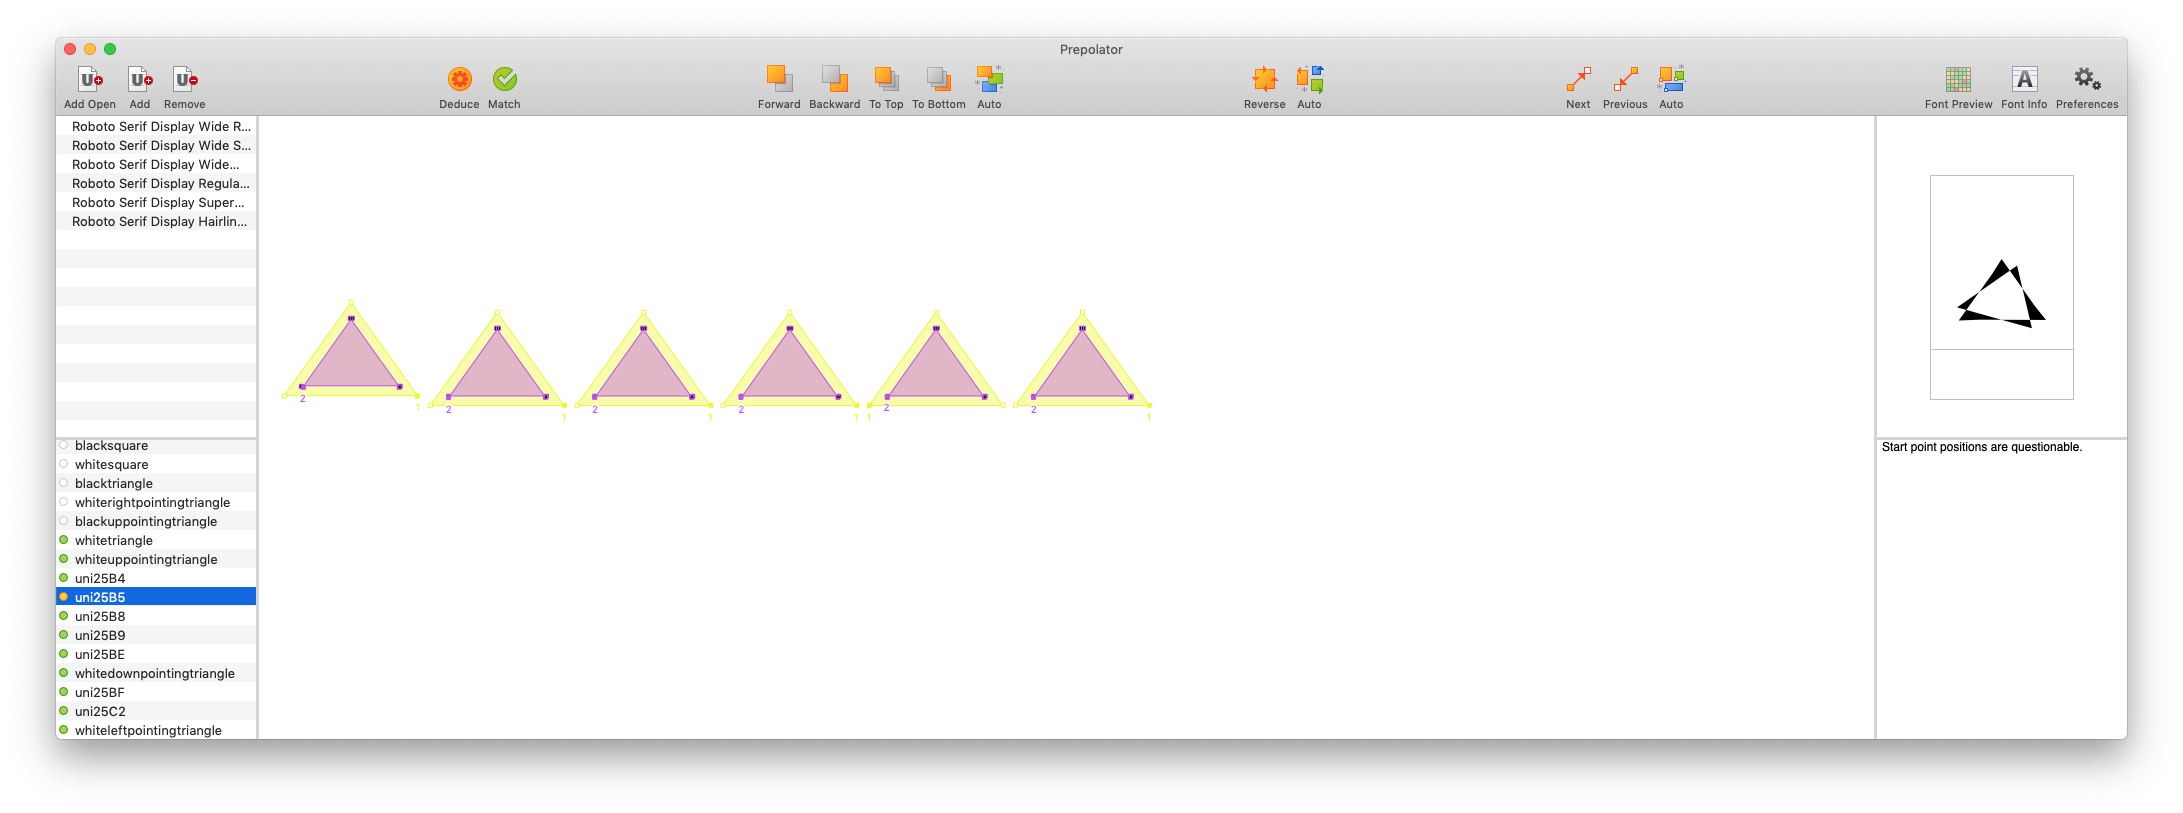 Prepolator
Add Open Add Remove Deduce Match Forward Backward To Top To Bottom Auto Reverse Auto Next Previous Auto Font Preview Font Info Preferences
Roboto Serif Display Wide R...
Roboto Serif Display Wide S...
Roboto Serif Display Wide...
Roboto Serif Display Regula...
Roboto Serif Display Super...
Roboto Serif Display Hairlin...
2 1 2 1 2 1 2 1 1 2 2 1
blacksquare
whitesquare
blacktriangle
whiterightpointingtriangle
blackuppointingtriangle
whitetriangle
whiteuppointingtriangle
uni25B4
uni25B5
uni25B8
uni25B9
uni25BE
whitedownpointingtriangle
uni25BF
uni25C2
whiteleftpointingtriangle
Start point positions are questionable.